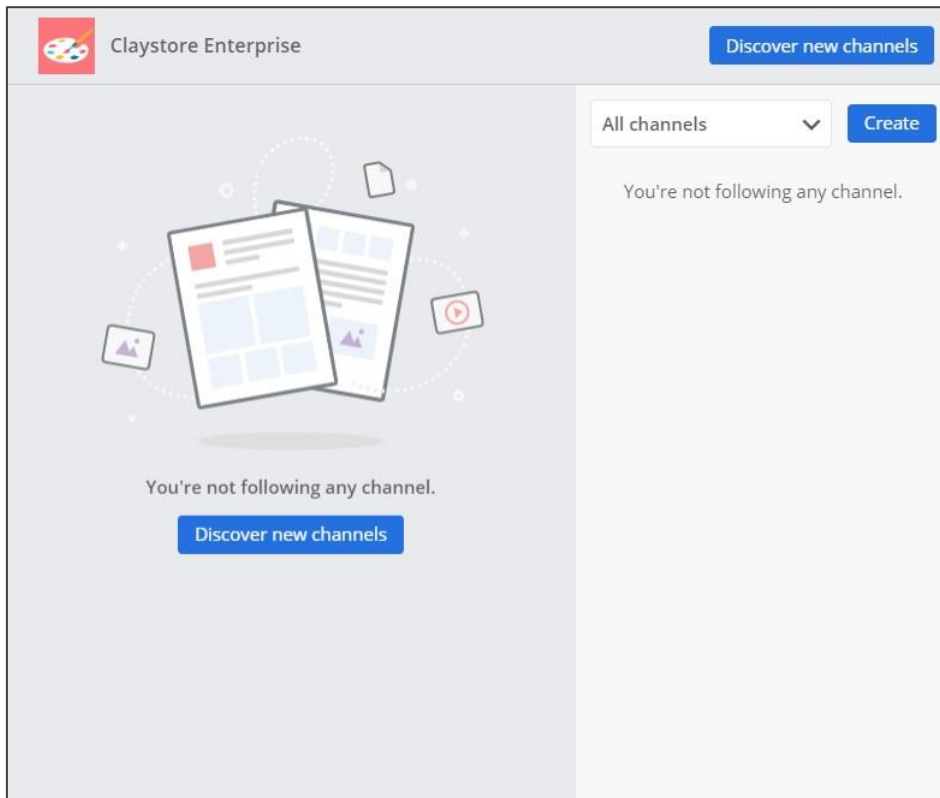 Claystore Enterprise
Discover new channels
All channels
Create
You're not following any channel.
You're not following any channel.
Discover new channels